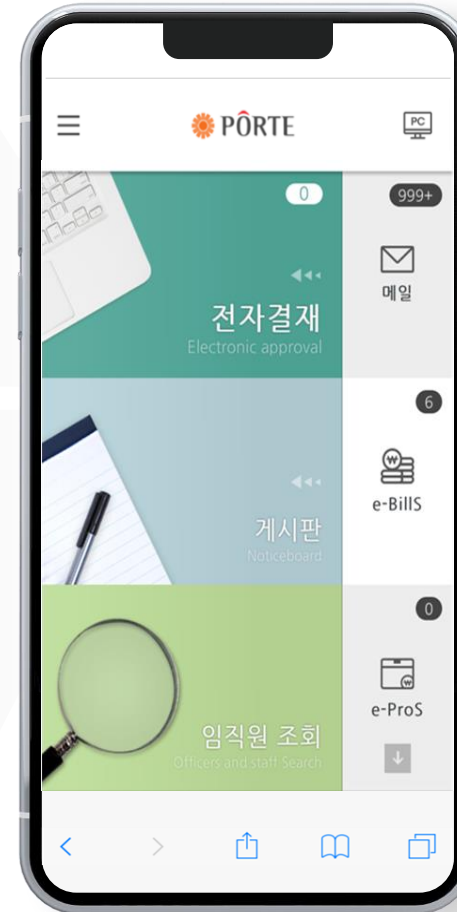 PÔRTE
PC
0
전자결재
Electronic approval
999+
메일
게시판
Noticeboard
6
₩
e-BillS
임직원 조회
Officers and staff Search
0
₩
e-ProS